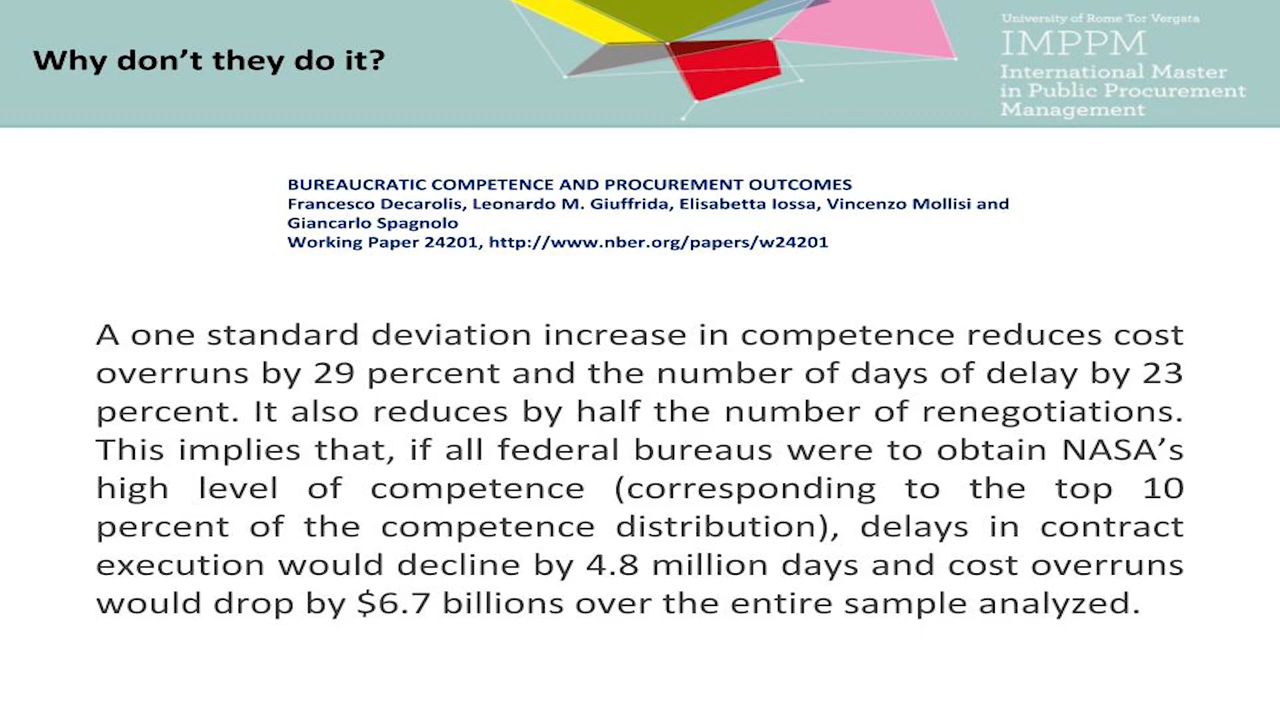 Why don’t they do it?
University of Rome Tor Vergata
IMPPM
International Master
in Public Procurement
Management
BUREAUCRATIC COMPETENCE AND PROCUREMENT OUTCOMES
Francesco Decarolis, Leonardo M. Giuffrida, Elisabetta Iossa, Vincenzo Mollisi and
Giancarlo Spagnolo
Working Paper 24201, http://www.nber.org/papers/w24201
A one standard deviation increase in competence reduces cost
overruns by 29 percent and the number of days of delay by 23
percent. It also reduces by half the number of renegotiations.
This implies that, if all federal bureaus were to obtain NASA’s
high level of competence (corresponding to the top 10
percent of the competence distribution), delays in contract
execution would decline by 4.8 million days and cost overruns
would drop by $6.7 billions over the entire sample analyzed.